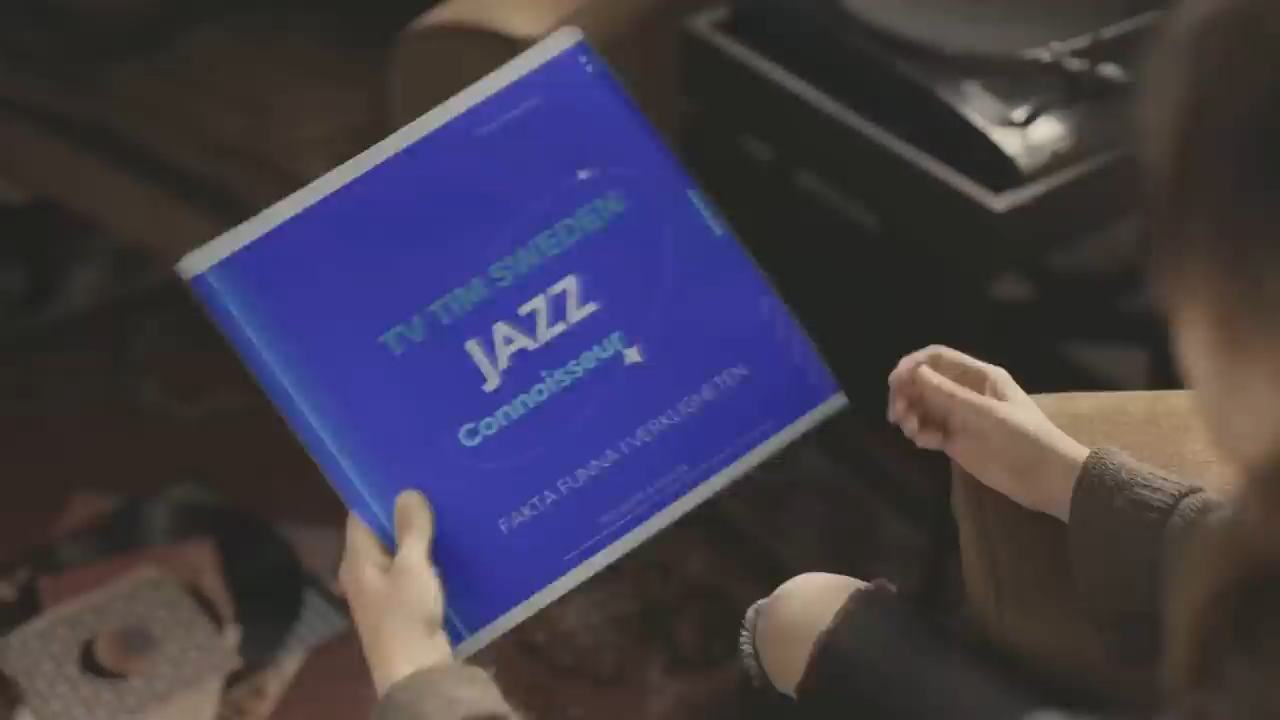 TV TIM SWEDEN
JAZZ
Connoisseur
FAKTA FUNNA I VERKLIGHETEN